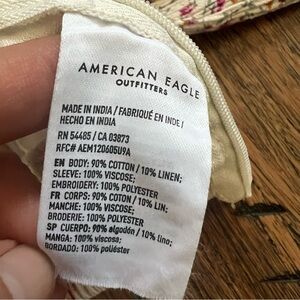 AMERICAN EAGLE
OUTFITTERS
MADE IN INDIA / FABRIQUÉ EN INDE /
HECHO EN INDIA
RN 54485 / CA 03873
RFC# AEM120605U9A
EN: BODY: 90% COTTON / 10% LINEN;
SLEEVE: 100% VISCOSE;
EMBROIDERY: 100% POLYESTER
FR: CORPS: 90% COTON / 10% LIN;
MANCHE: 100% VISCOSE;
BRODERIE: 100% POLYESTER
SP: CUERPO: 90% algodón / 10% lino;
MANGA: 100% viscosa;
BORDADO: 100% poliéster